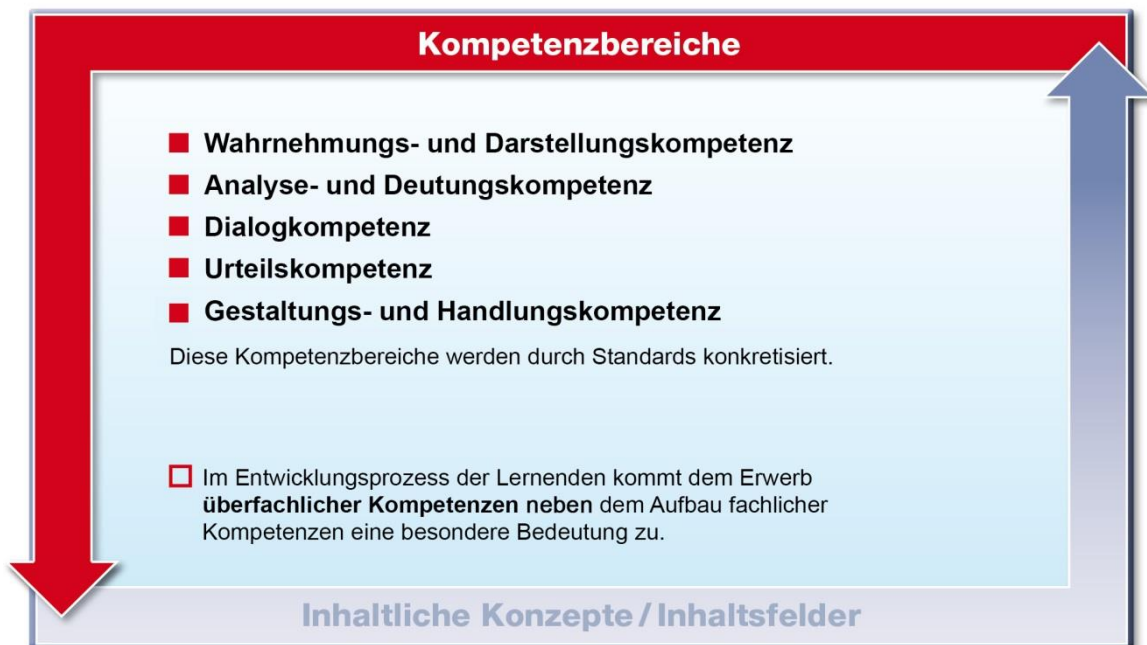 Kompetenzbereiche
Wahrnehmungs- und Darstellungskompetenz
Analyse- und Deutungskompetenz
Dialogkompetenz
Urteilskompetenz
Gestaltungs- und Handlungskompetenz
Diese Kompetenzbereiche werden durch Standards konkretisiert.
Im Entwicklungsprozess der Lernenden kommt dem Erwerb
überfachlicher Kompetenzen neben dem Aufbau fachlicher
Kompetenzen eine besondere Bedeutung zu.
Inhaltliche Konzepte / Inhaltsfelder